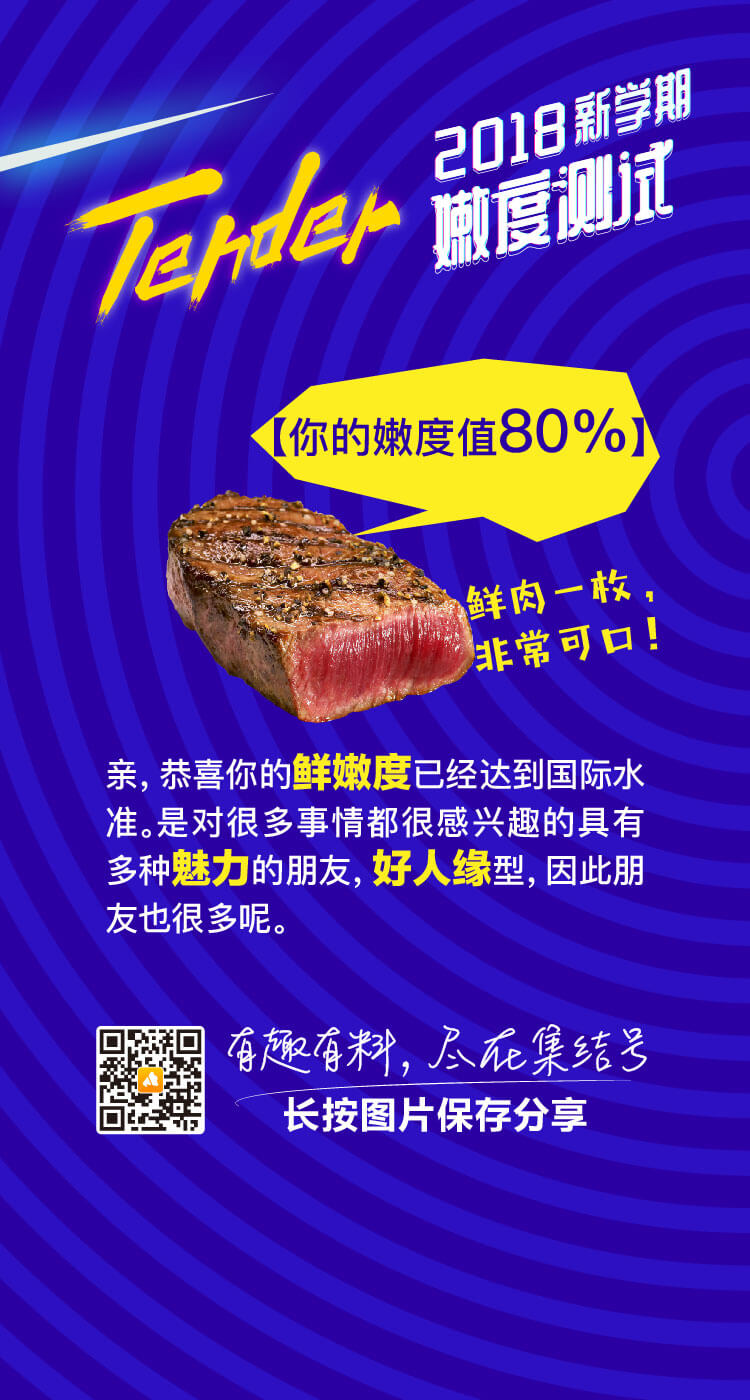 Tender
2018新学期
嫩度测试
【你的嫩度值80%】
鲜肉一枚，
非常可口！
亲，恭喜你的鲜嫩度已经达到国际水
准。是对很多事情都很感兴趣的具有
多种魅力的朋友，好人缘型，因此朋
友也很多呢。
有趣有料，尽在集结号
长按图片保存分享